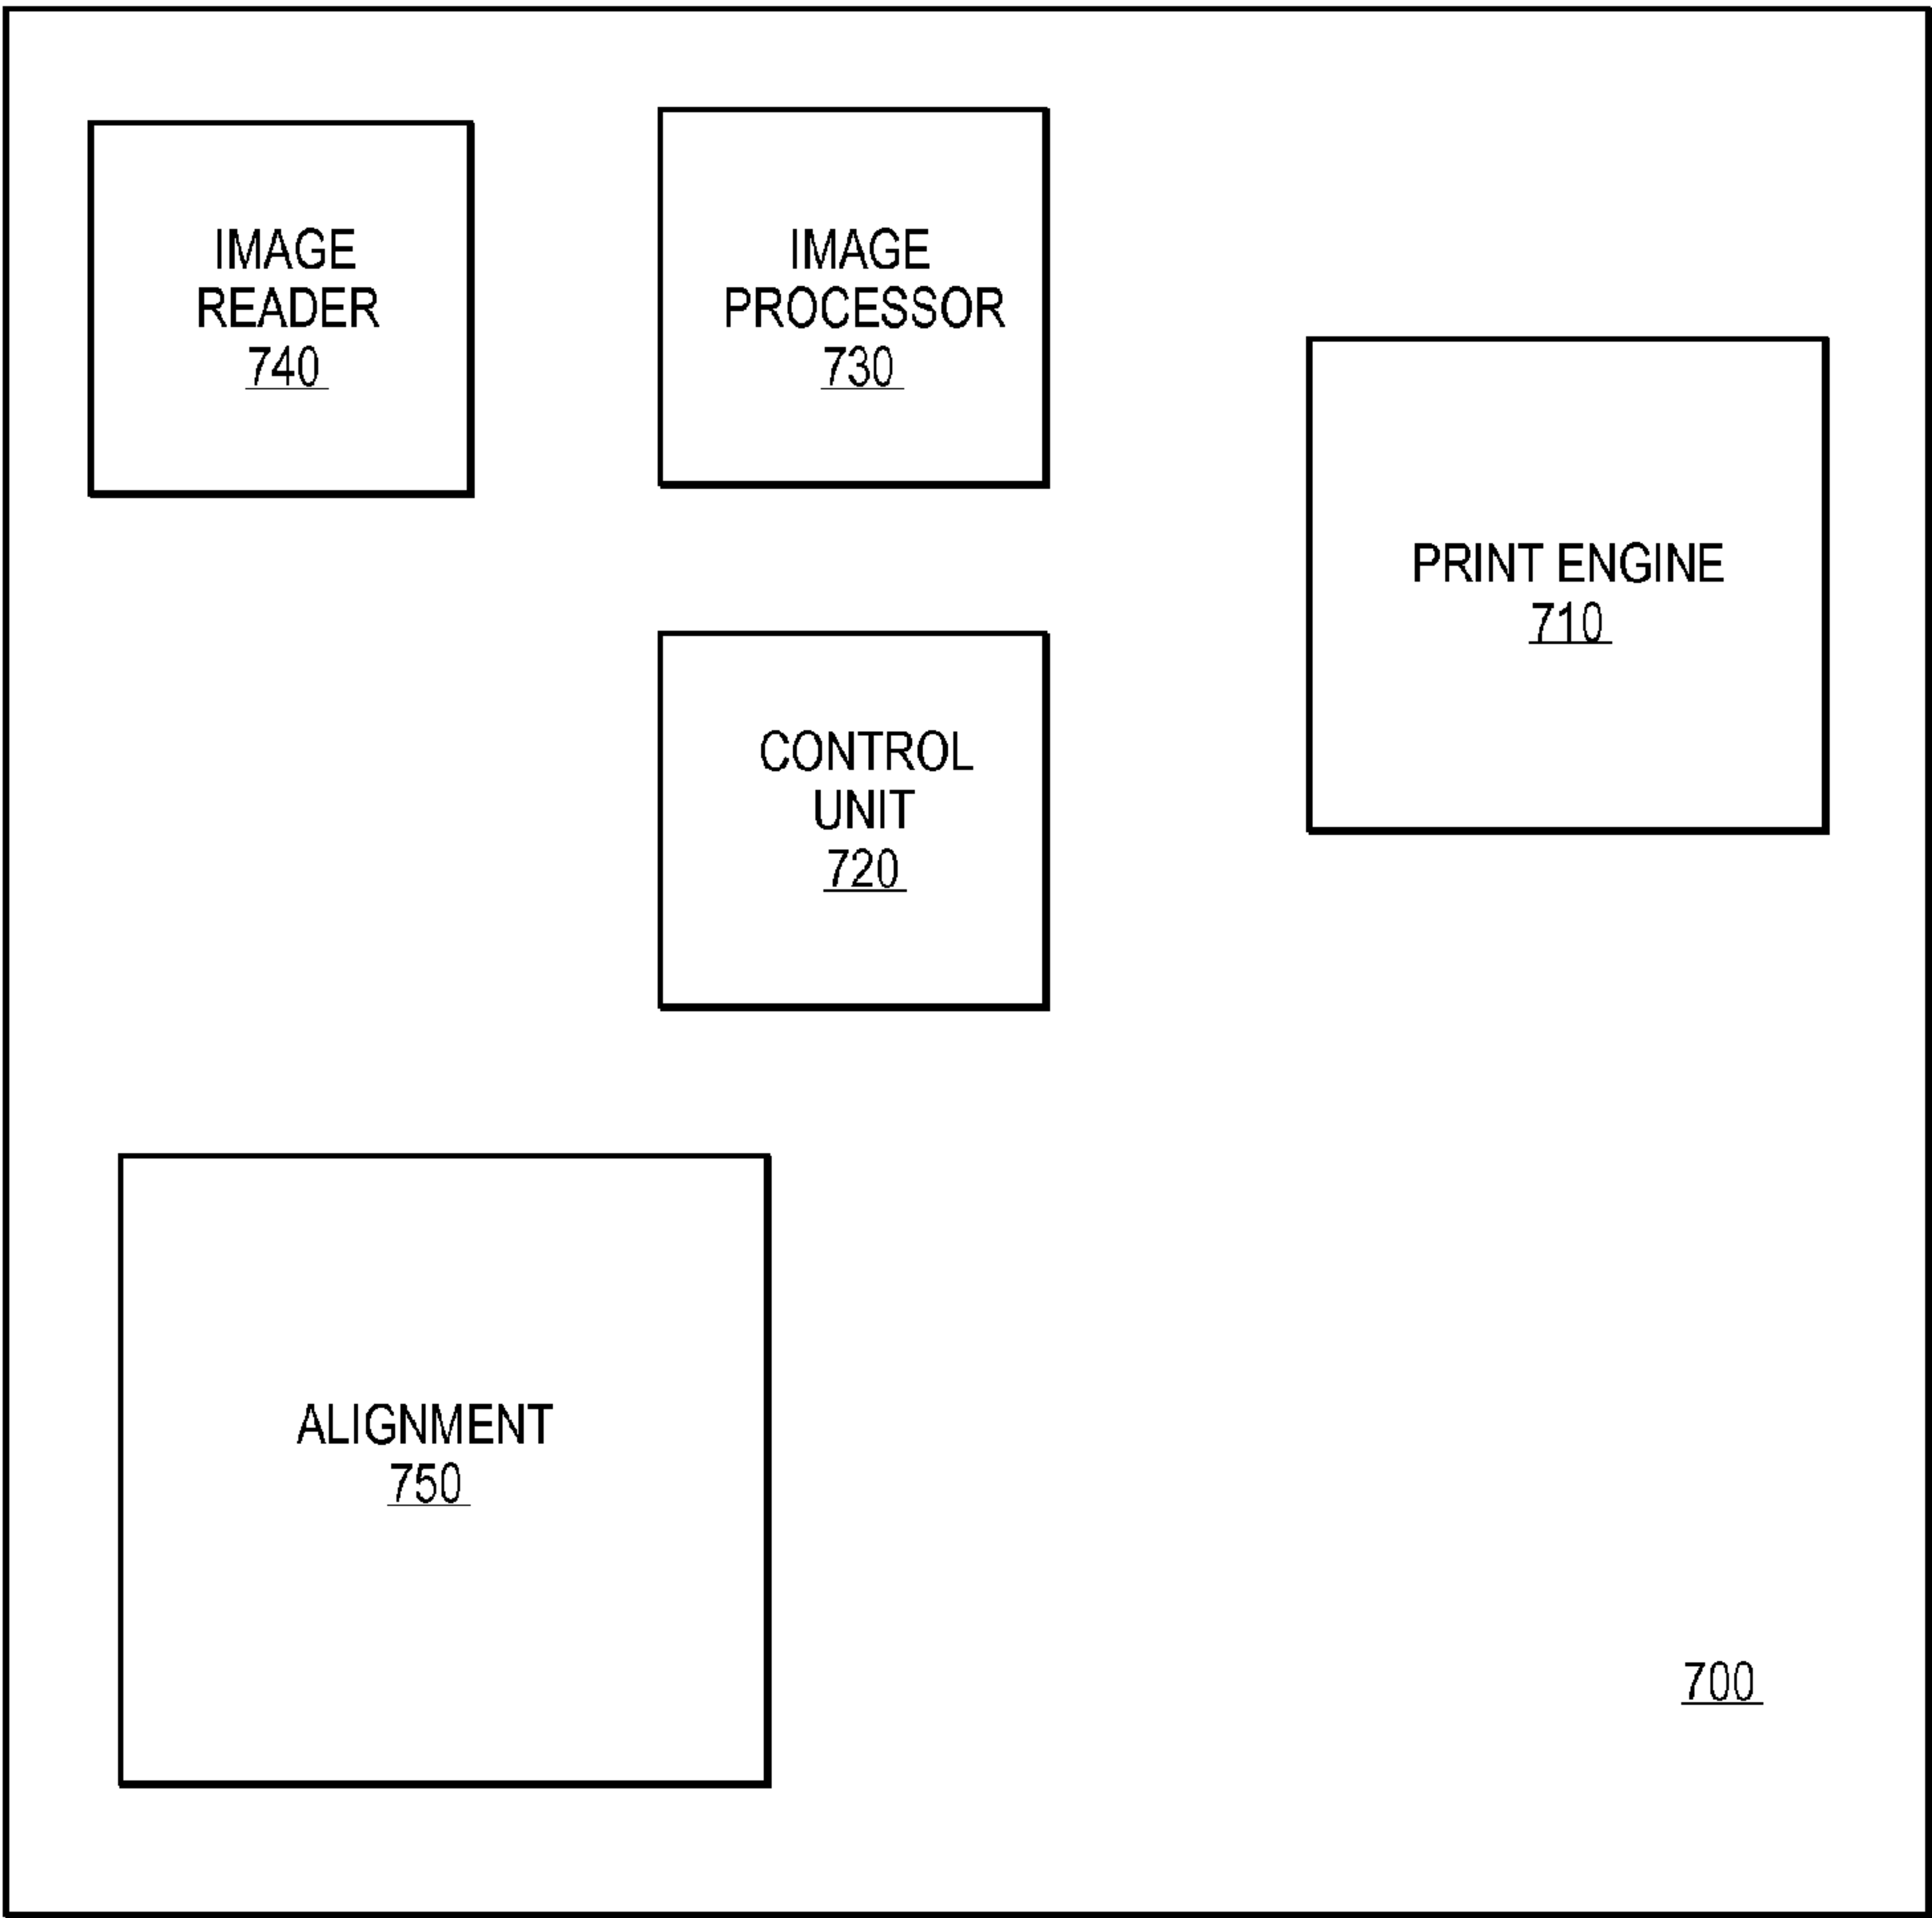 IMAGE
READER
740
IMAGE
PROCESSOR
730
PRINT ENGINE
710
CONTROL
UNIT
720
ALIGNMENT
750
700